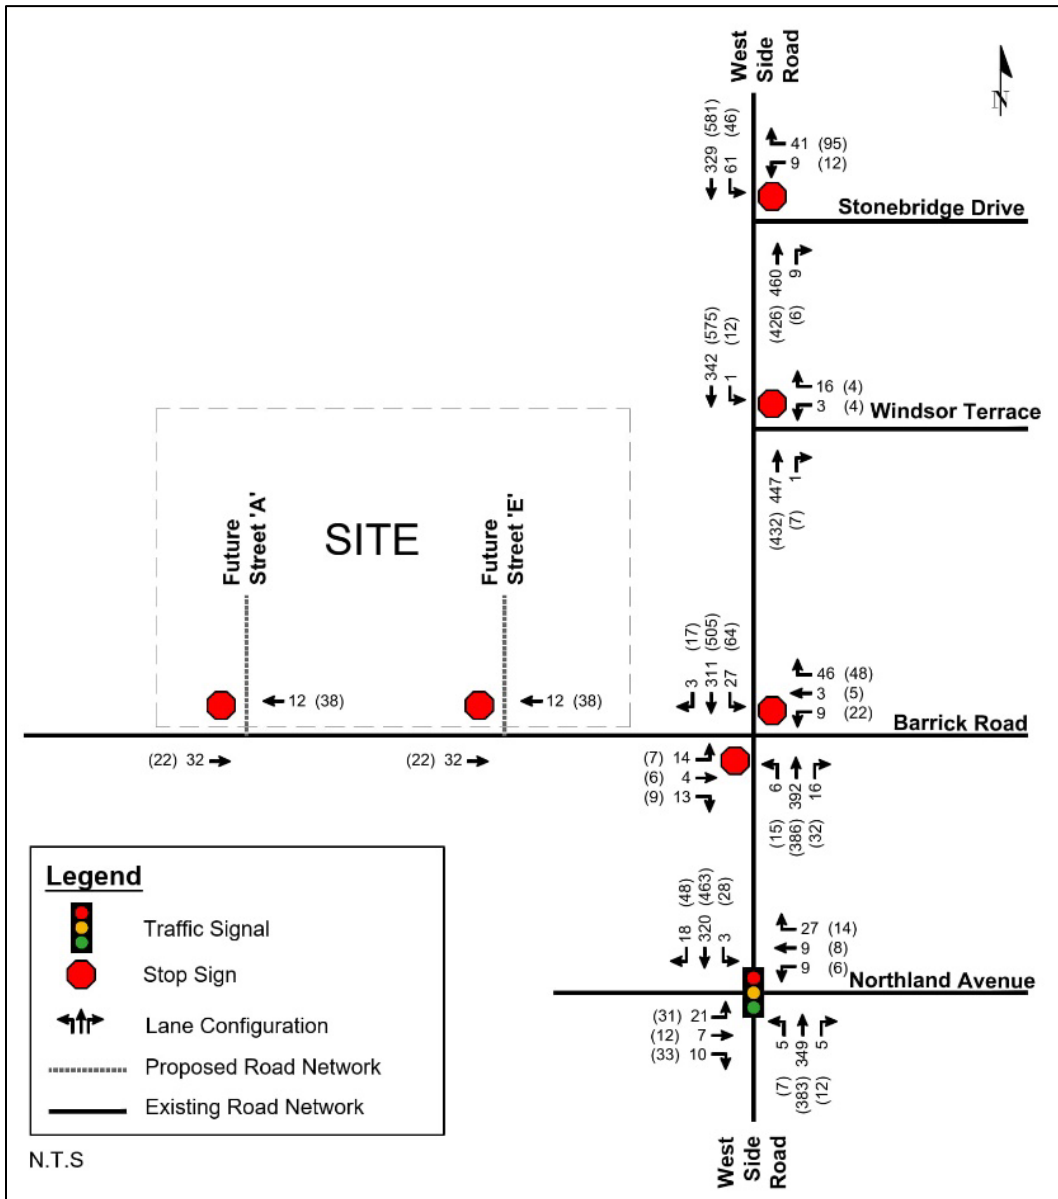 West
Side
Road
N
329 (581)
61 (46)
41 (95)
9 (12)
Stonebridge Drive
460 (426)
9 (6)
342 (575)
1 (12)
16 (4)
3 (4)
Windsor Terrace
447 (432)
1 (7)
Future
Street 'A'
SITE
Future
Street 'E'
3 (17)
311 (505)
27 (64)
46 (48)
3 (5)
9 (22)
12 (38)
12 (38)
Barrick Road
(22) 32
(22) 32
(7) 14
(6) 4
(9) 13
6 (15)
392 (386)
16 (32)
Legend
Traffic Signal
Stop Sign
Lane Configuration
Proposed Road Network
Existing Road Network
18 (48)
320 (463)
3 (28)
27 (14)
9 (8)
9 (6)
Northland Avenue
(31) 21
(12) 7
(33) 10
5 (7)
349 (383)
5 (12)
West
Side
Road
N.T.S